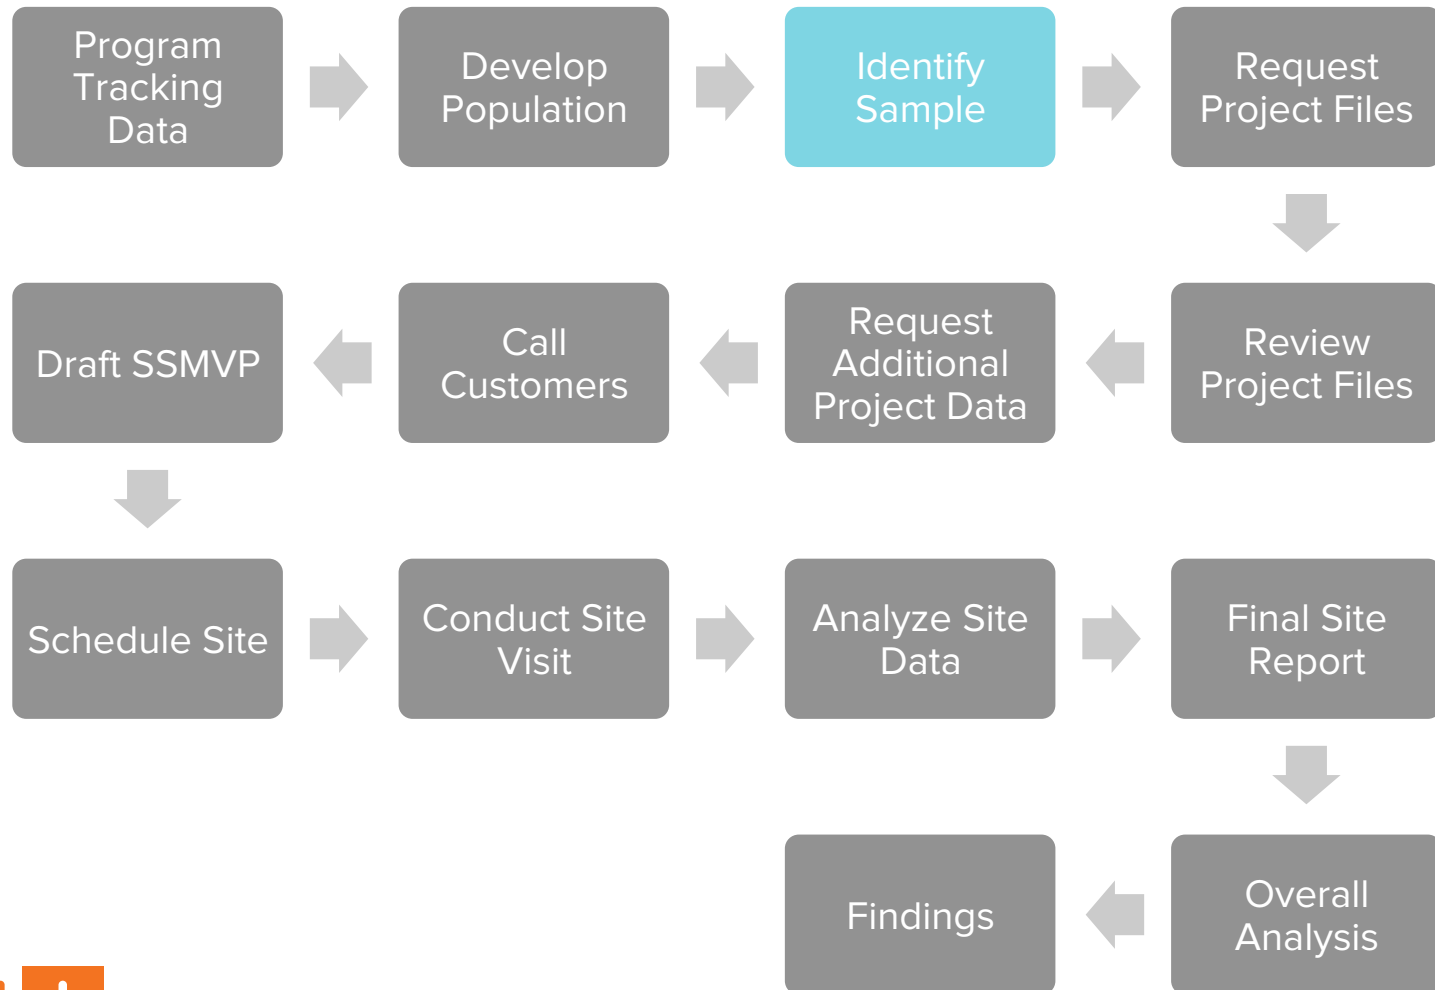 Program
Tracking
Data
Develop
Population
Identify
Sample
Request
Project Files
Review
Project Files
Request
Additional
Project Data
Call
Customers
Draft SSMVP
Schedule Site
Conduct Site
Visit
Analyze Site
Data
Final Site
Report
Overall
Analysis
Findings